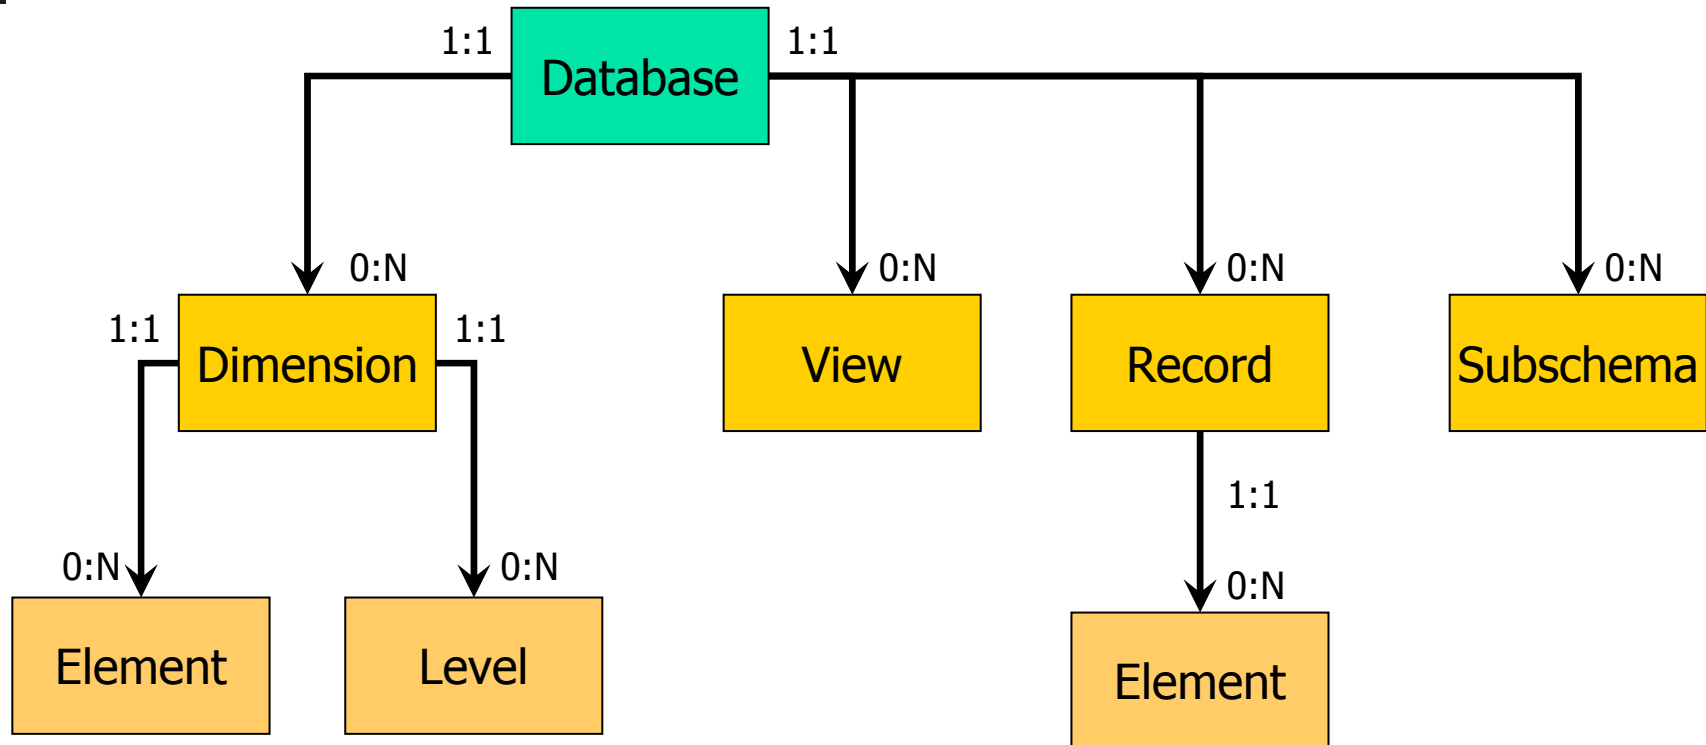 1:1
Database
1:1
0:N
0:N
0:N
0:N
1:1
Dimension
1:1
View
Record
Subschema
1:1
0:N
0:N
0:N
Element
Level
Element